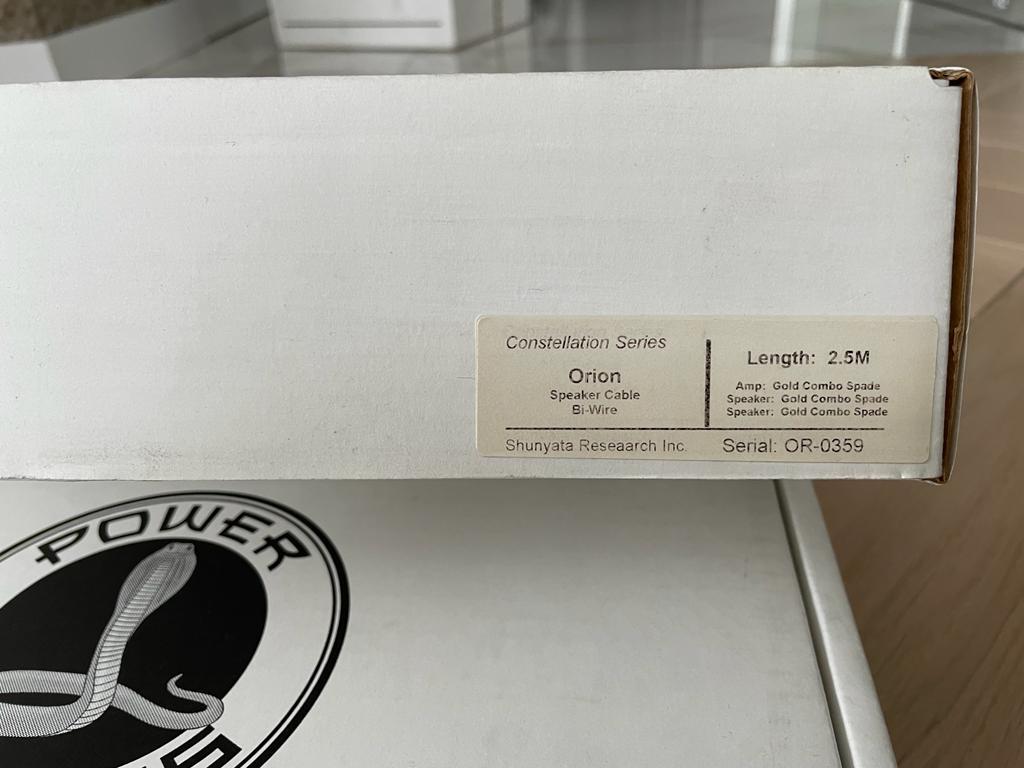 Constellation Series
Orion
Speaker Cable
Bi-Wire
Length: 2.5M
Amp: Gold Combo Spade
Speaker: Gold Combo Spade
Speaker: Gold Combo Spade
Shunyata Reseaarch Inc.
Serial: OR-0359
POWER